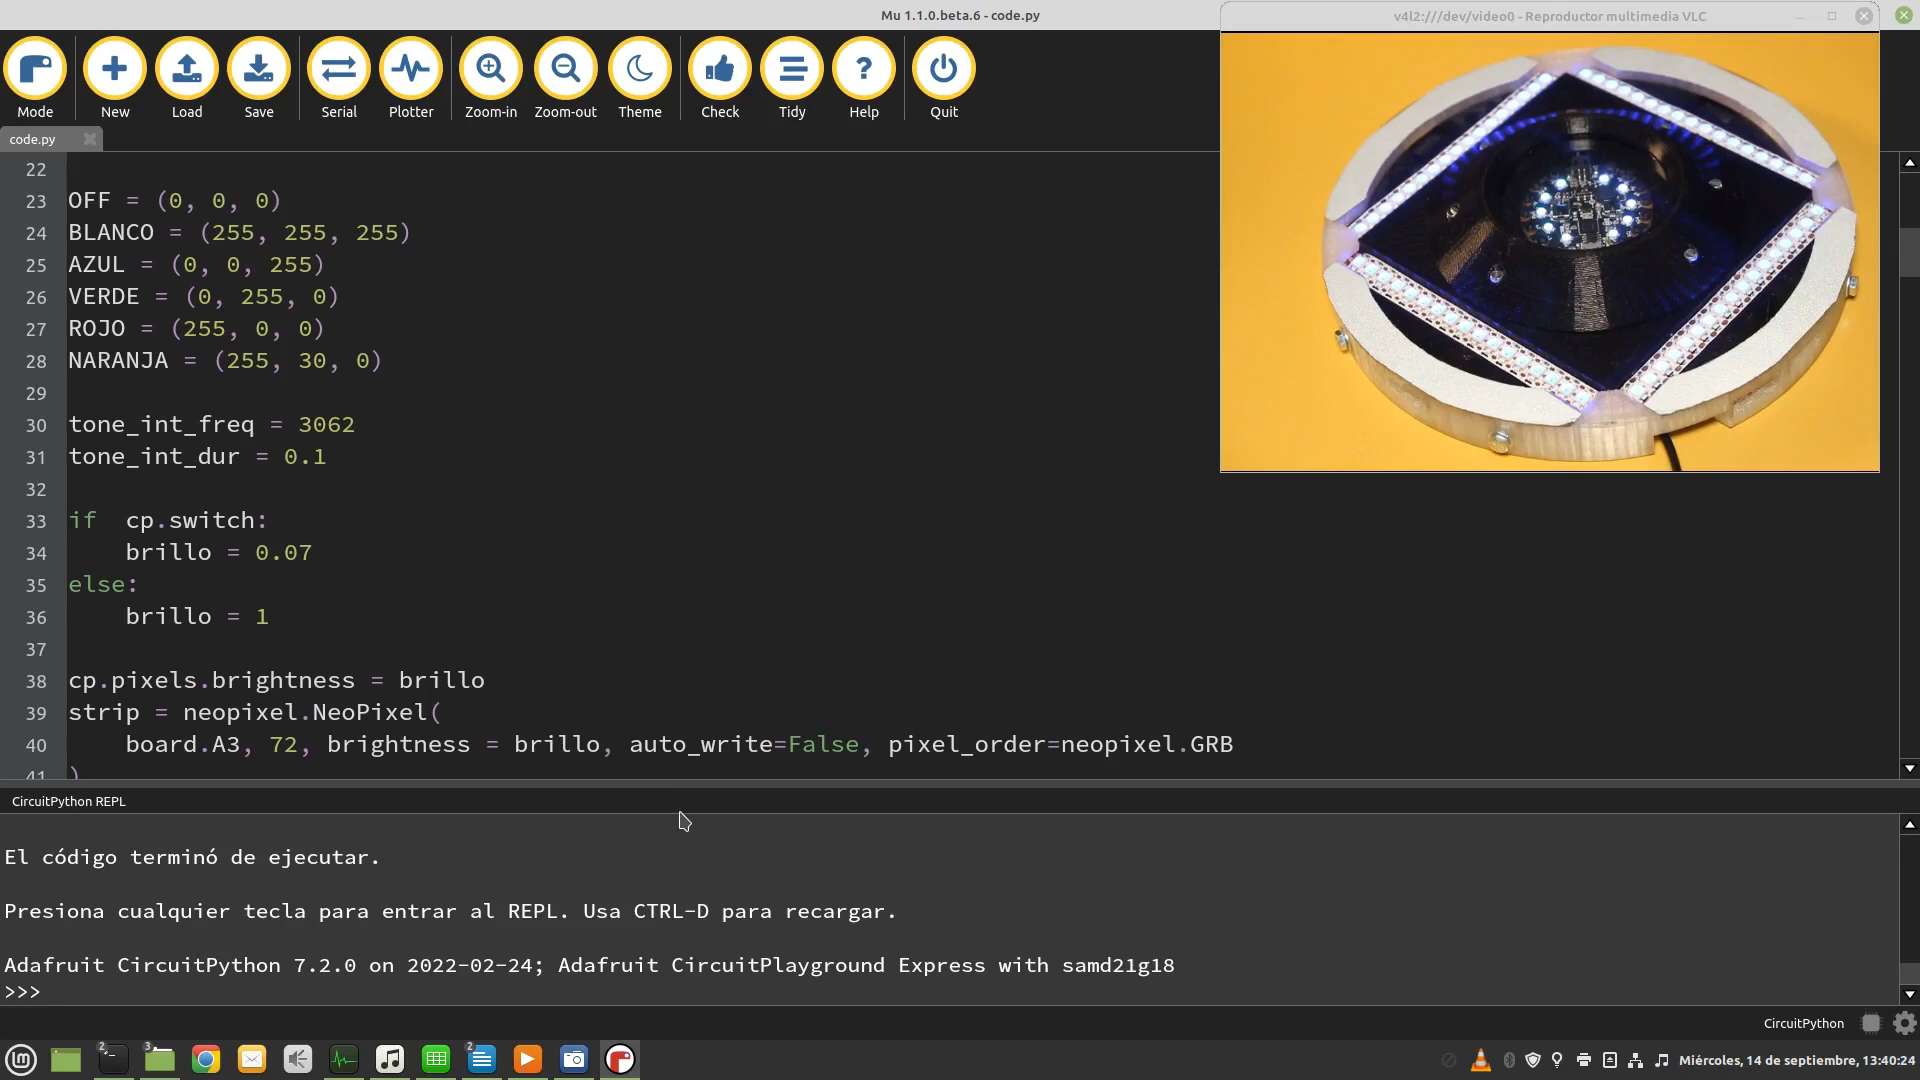 Mu 1.1.0.beta.6 - code.py
v4l2:///dev/video0 - Reproductor multimedia VLC
Mode
New
Load
Save
Serial
Plotter
Zoom-in
Zoom-out
Theme
Check
Tidy
?
Help
Quit
code.py
22
23 OFF = (0, 0, 0)
24 BLANCO = (255, 255, 255)
25 AZUL = (0, 0, 255)
26 VERDE = (0, 255, 0)
27 ROJO = (255, 0, 0)
28 NARANJA = (255, 30, 0)
29
30 tone_int_freq = 3062
31 tone_int_dur = 0.1
32
33 if  cp.switch:
34     brillo = 0.07
35 else:
36     brillo = 1
37
38 cp.pixels.brightness = brillo
39 strip = neopixel.NeoPixel(
40     board.A3, 72, brightness = brillo, auto_write=False, pixel_order=neopixel.GRB
41 )
CircuitPython REPL
El código terminó de ejecutar.
Presiona cualquier tecla para entrar al REPL. Usa CTRL-D para recargar.
Adafruit CircuitPython 7.2.0 on 2022-02-24; Adafruit CircuitPlayground Express with samd21g18
>>>
CircuitPython
2
3
2
Miércoles, 14 de septiembre, 13:40:24